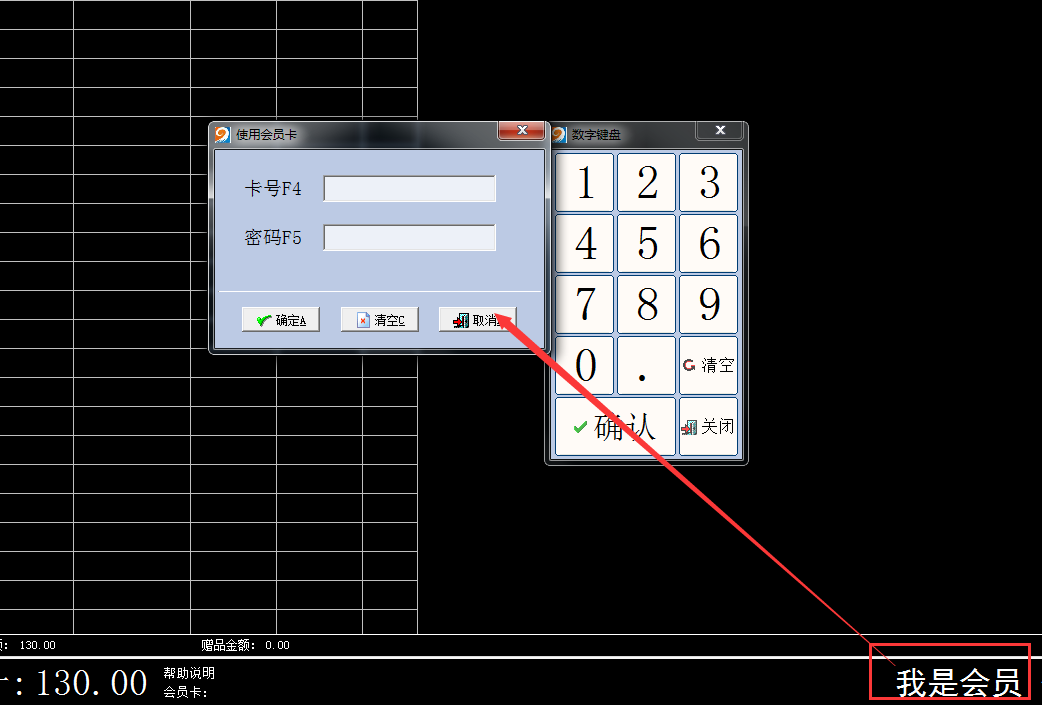 使用会员卡
卡号F4
密码F5
确定A
清空C
取消
数字键盘
1 2 3
4 5 6
7 8 9
0 . 清空
确认 关闭
: 130.00 赠品金额: 0.00
:130.00
帮助说明
会员卡:
我是会员